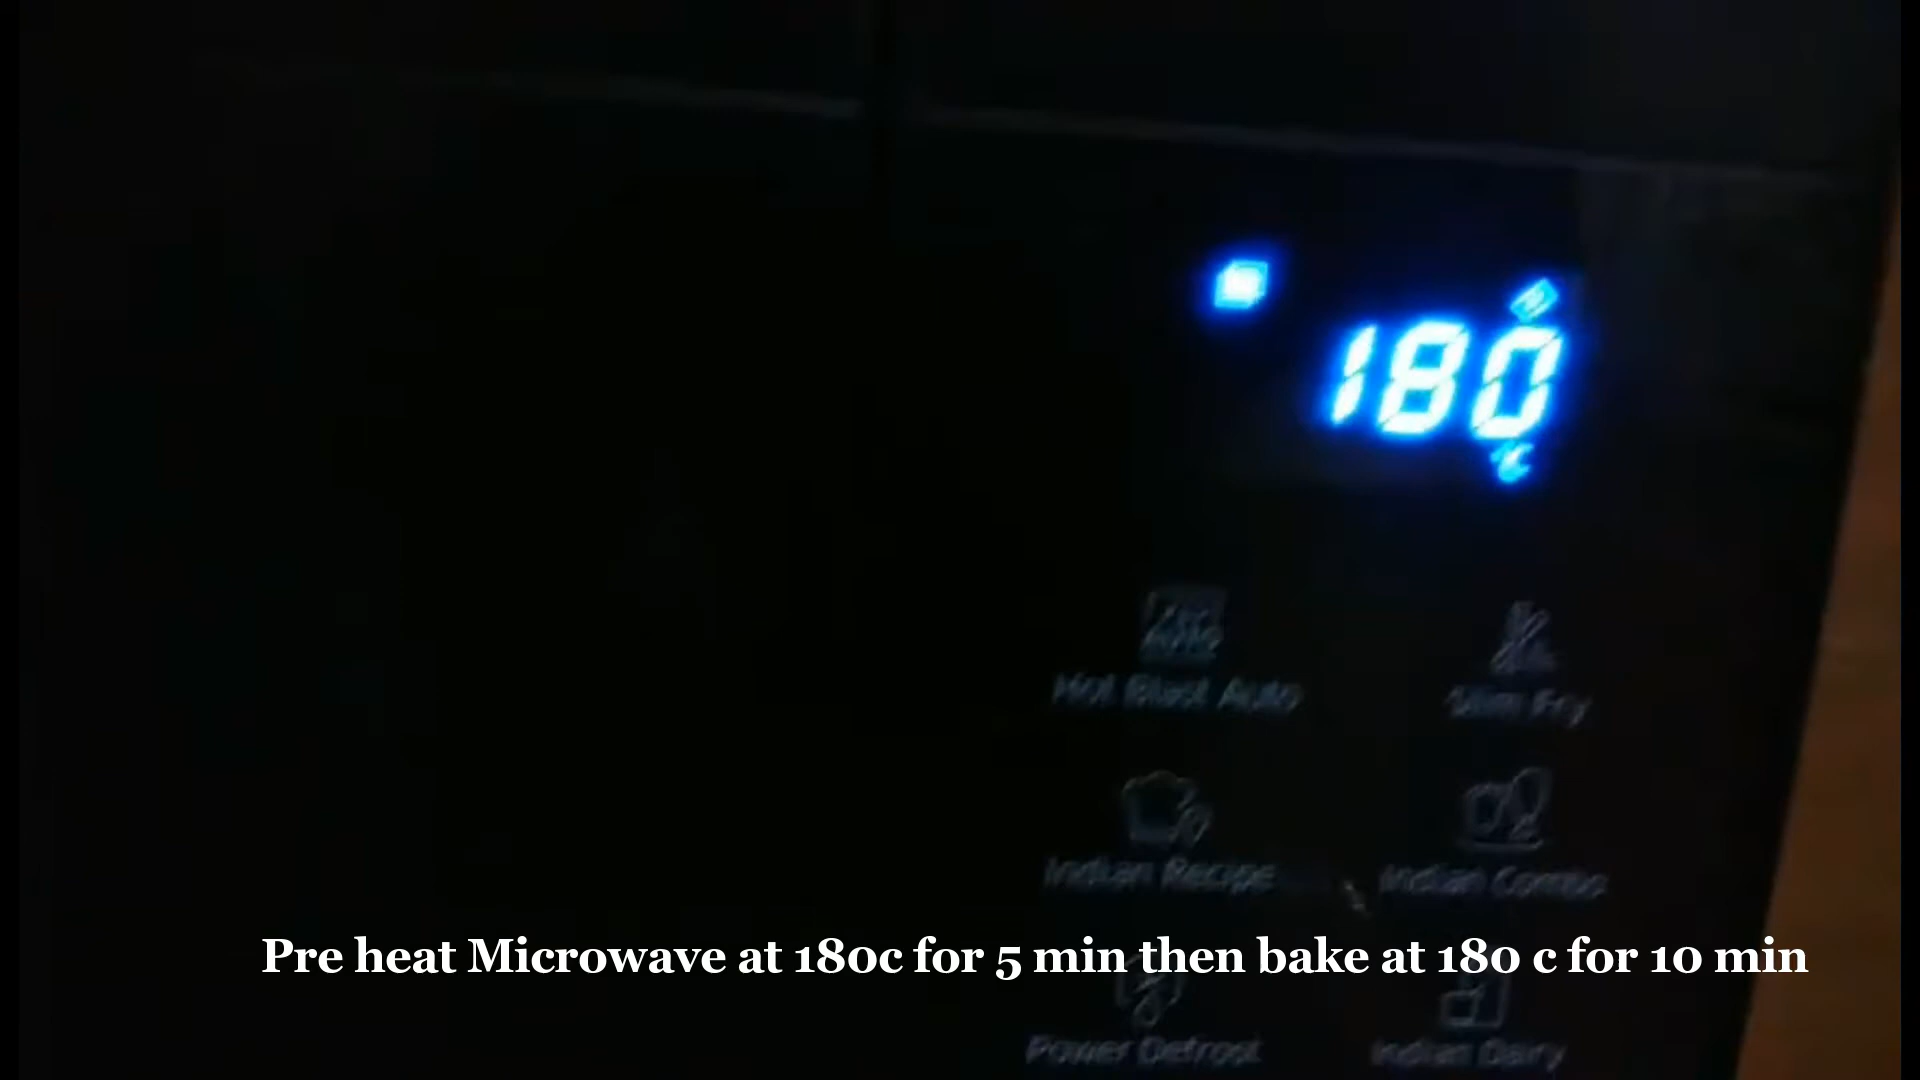 180
°C
Hot Blast Auto
Slim Fry
Indian Recipe
Indian Combo
Pre heat Microwave at 180c for 5 min then bake at 180 c for 10 min
Power Defrost
Indian Dairy